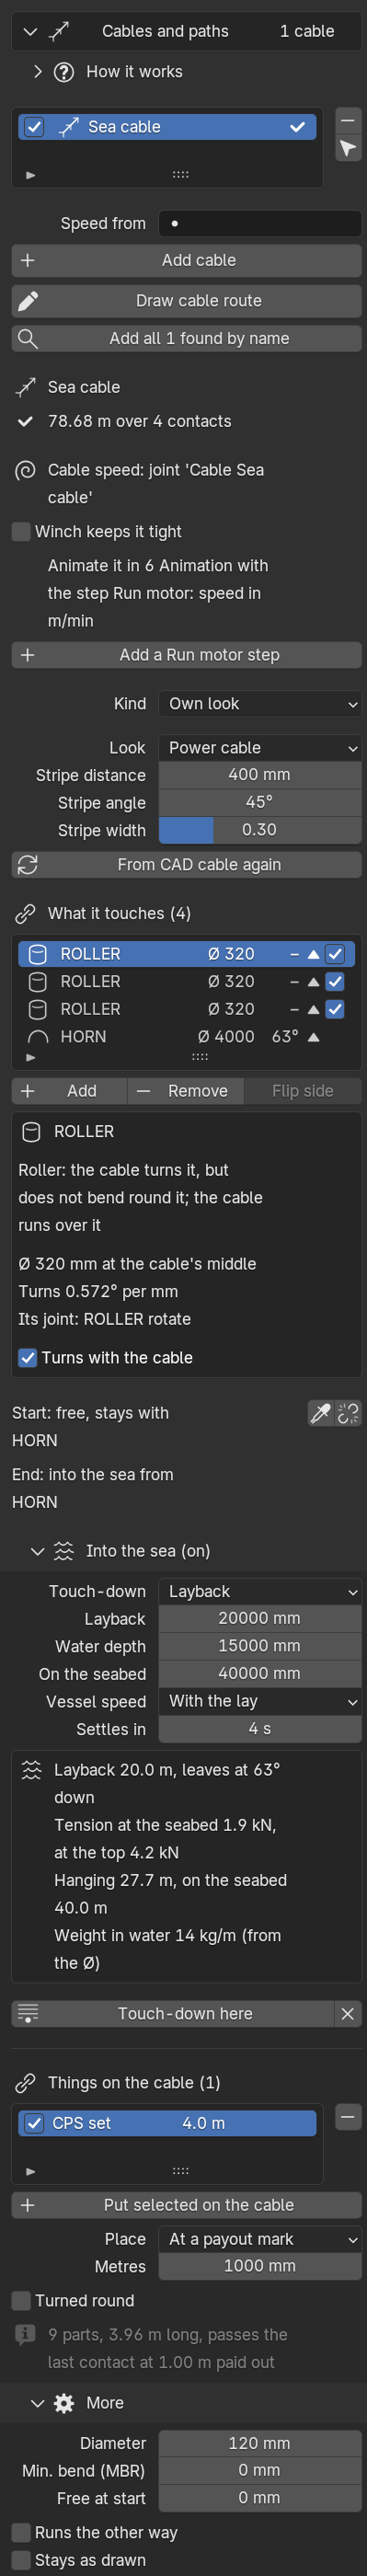 Cables and paths 1 cable
How it works
Sea cable
Speed from
Add cable
Draw cable route
Add all 1 found by name
Sea cable
78.68 m over 4 contacts
Cable speed: joint 'Cable Sea
cable'
Winch keeps it tight
Animate it in 6 Animation with
the step Run motor: speed in
m/min
Add a Run motor step
Kind Own look
Look Power cable
Stripe distance 400 mm
Stripe angle 45°
Stripe width 0.30
From CAD cable again
What it touches (4)
ROLLER Ø 320 –
ROLLER Ø 320 –
ROLLER Ø 320 –
HORN Ø 4000 63°
Add Remove Flip side
ROLLER
Roller: the cable turns it, but
does not bend round it; the cable
runs over it
Ø 320 mm at the cable's middle
Turns 0.572° per mm
Its joint: ROLLER rotate
Turns with the cable
Start: free, stays with
HORN
End: into the sea from
HORN
Into the sea (on)
Touch-down Layback
Layback 20000 mm
Water depth 15000 mm
On the seabed 40000 mm
Vessel speed With the lay
Settles in 4 s
Layback 20.0 m, leaves at 63°
down
Tension at the seabed 1.9 kN,
at the top 4.2 kN
Hanging 27.7 m, on the seabed
40.0 m
Weight in water 14 kg/m (from
the Ø)
Touch-down here
Things on the cable (1)
CPS set 4.0 m
Put selected on the cable
Place At a payout mark
Metres 1000 mm
Turned round
9 parts, 3.96 m long, passes the
last contact at 1.00 m paid out
More
Diameter 120 mm
Min. bend (MBR) 0 mm
Free at start 0 mm
Runs the other way
Stays as drawn